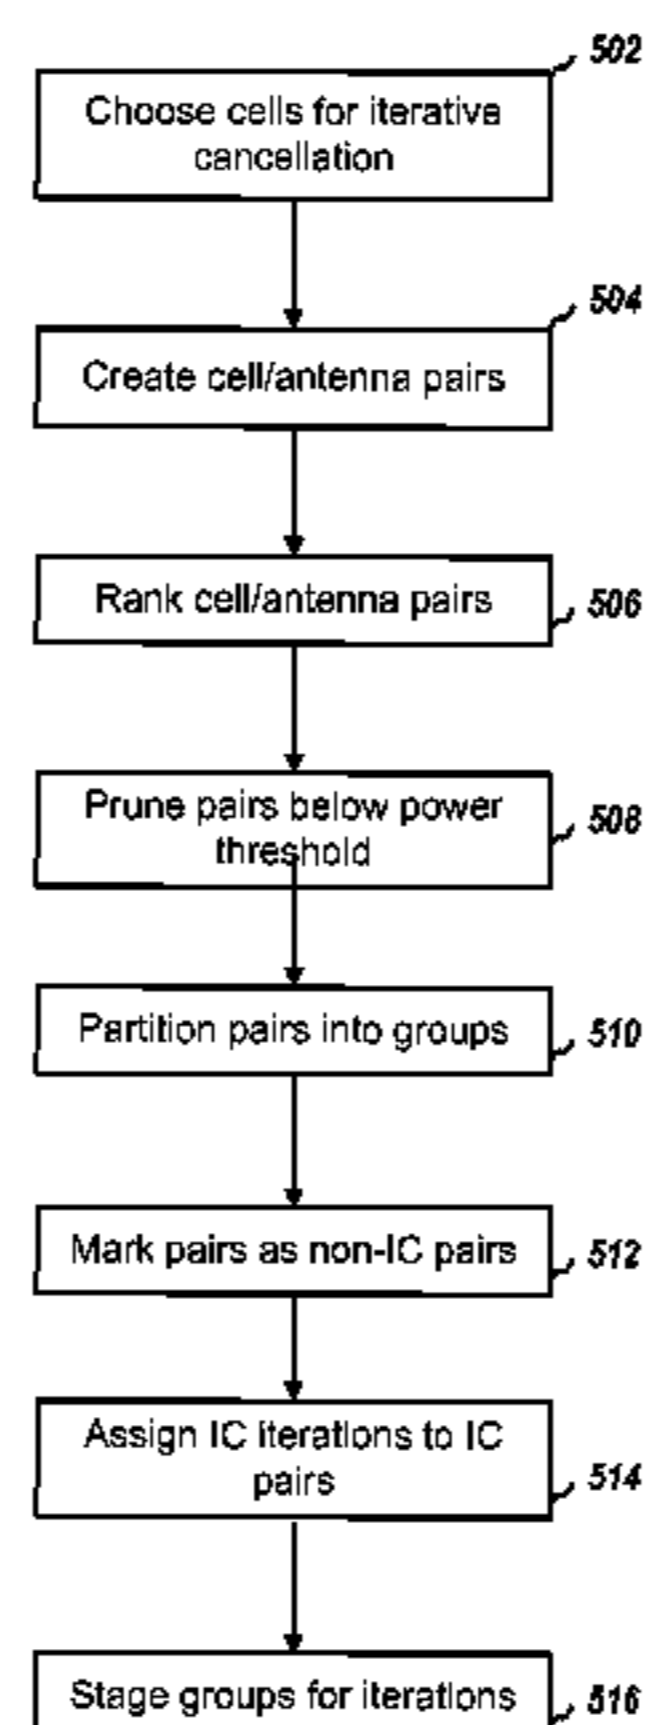 502
Choose cells for iterative
cancellation
504
Create cell/antenna pairs
Rank cell/antenna pairs
506
Prune pairs below power
threshold
508
Partition pairs into groups
510
Mark pairs as non-IC pairs
512
Assign IC iterations to IC
pairs
514
Stage groups for iterations
516